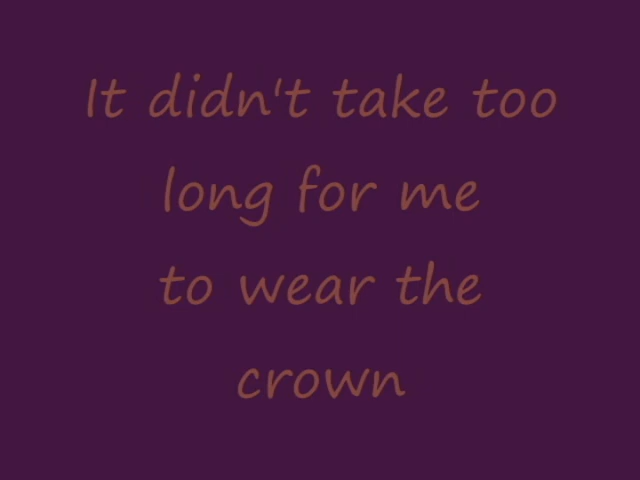 It didn't take too
long for me
to wear the
crown